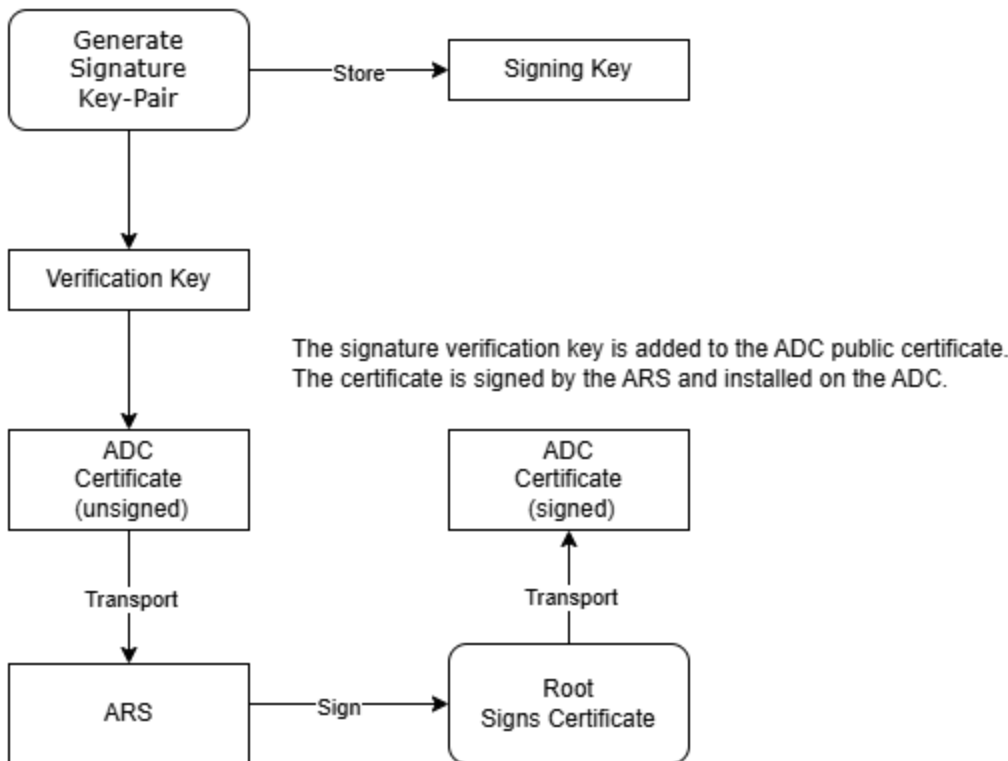 Generate
Signature
Key-Pair
Store
Signing Key
Verification Key
The signature verification key is added to the ADC public certificate.
The certificate is signed by the ARS and installed on the ADC.
ADC
Certificate
(unsigned)
ADC
Certificate
(signed)
Transport
Transport
ARS
Sign
Root
Signs Certificate